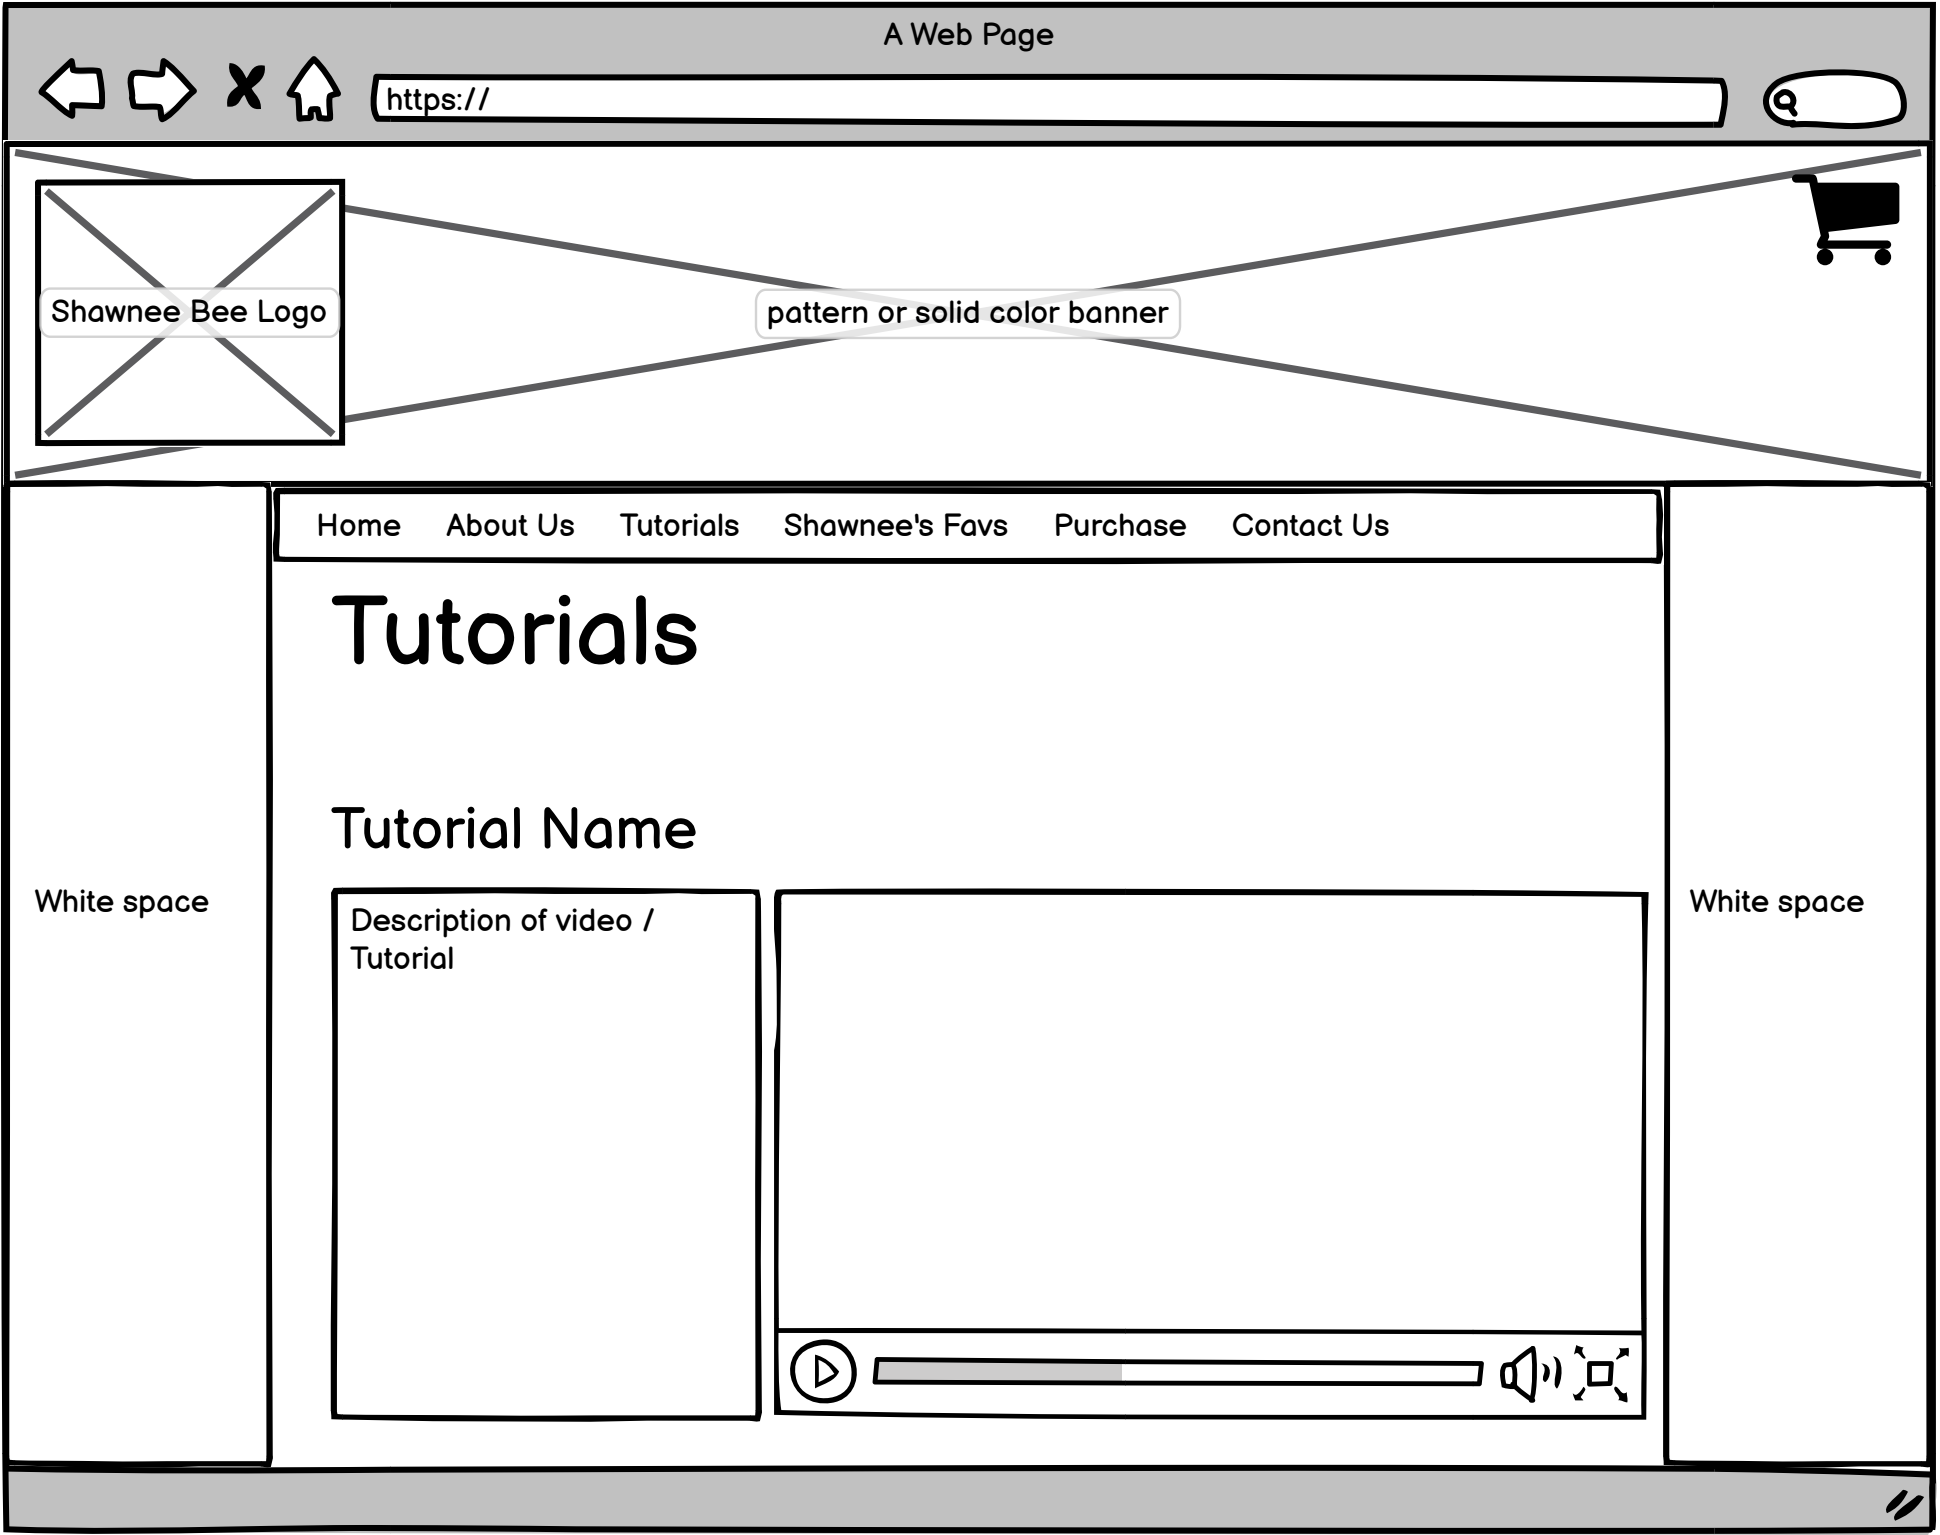 A Web Page
https://
Shawnee Bee Logo
pattern or solid color banner
Home About Us Tutorials Shawnee's Favs Purchase Contact Us
Tutorials
Tutorial Name
White space
Description of video /
Tutorial
White space